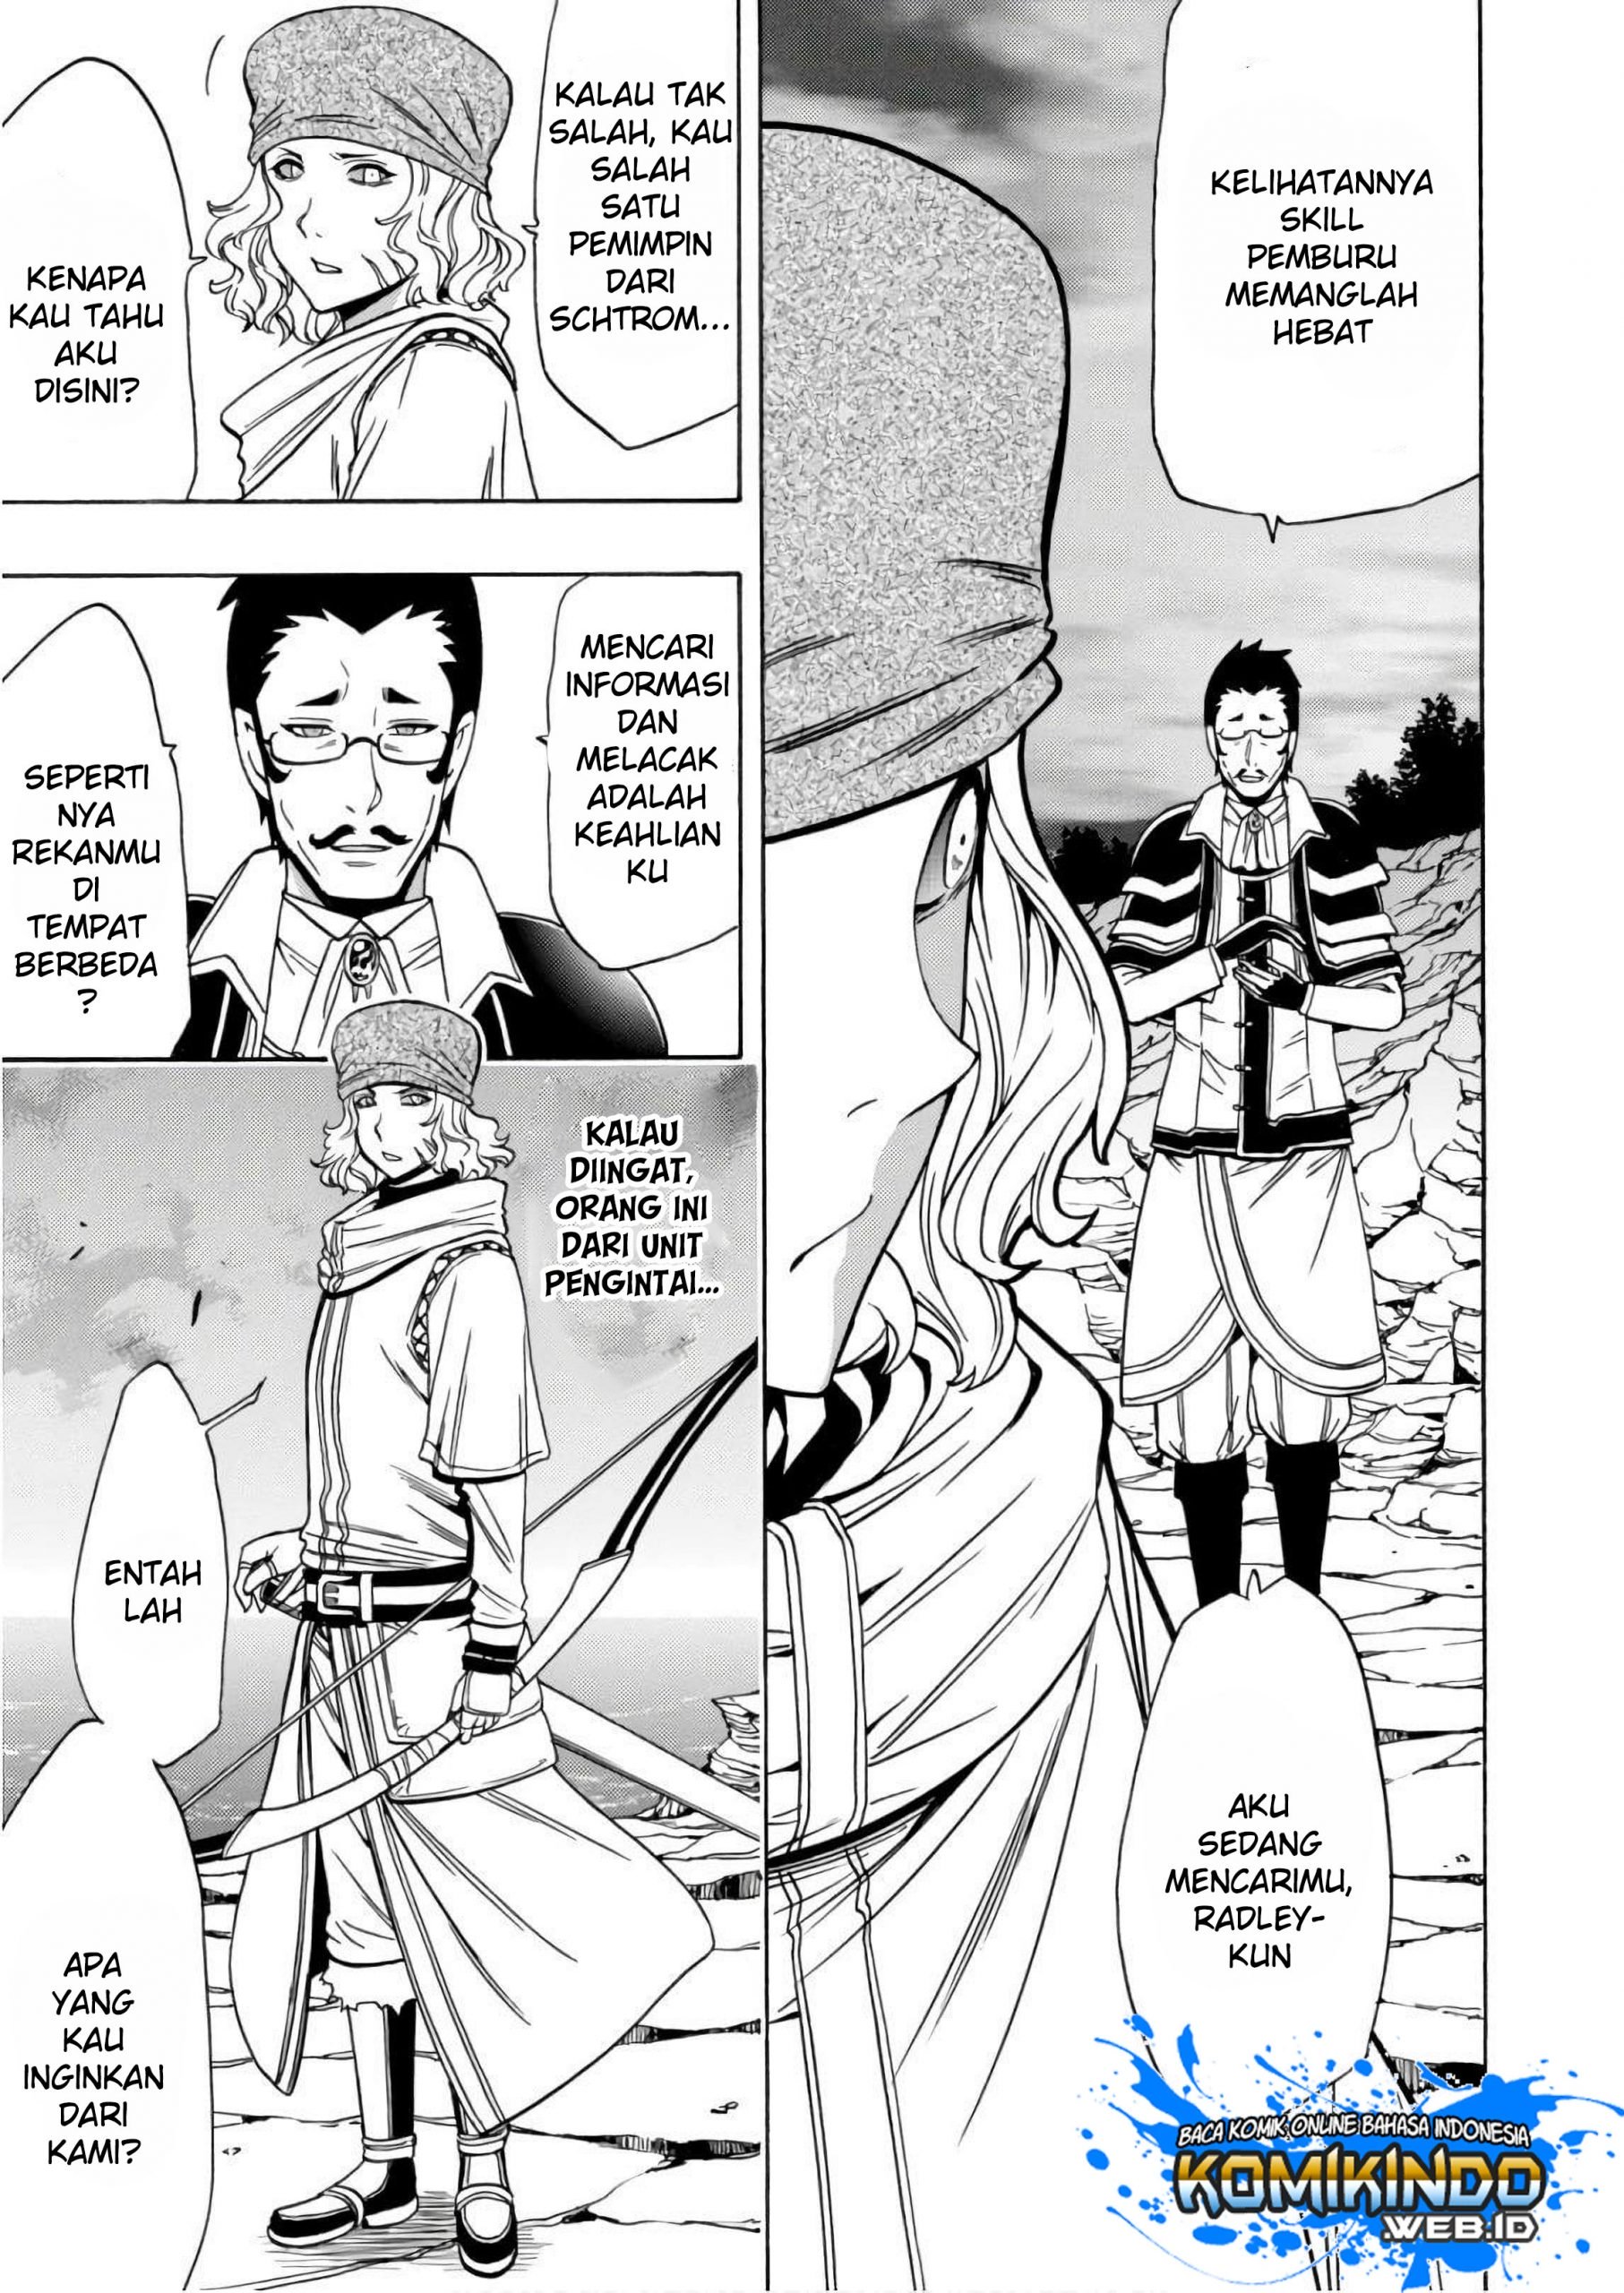 KELIHATANNYA
SKILL
PEMBURU
MEMANGLAH
HEBAT
AKU
SEDANG
MENCARIMU,
RADLEY-
KUN
KALAU TAK
SALAH, KAU
SALAH
SATU
PEMIMPIN
DARI
SCHTROM...
KENAPA
KAU TAHU
AKU
DISINI?
MENCARI
INFORMASI
DAN
MELACAK
ADALAH
KEAHLIAN
KU
SEPERTI
NYA
REKANMU
DI
TEMPAT
BERBEDA
?
KALAU
DIINGAT,
ORANG INI
DARI UNIT
PENGINTAI...
ENTAH
LAH
APA
YANG
KAU
INGINKAN
DARI
KAMI?
BACA KOMIK ONLINE BAHASA INDONESIA
KOMIKINDO
.WEB.ID